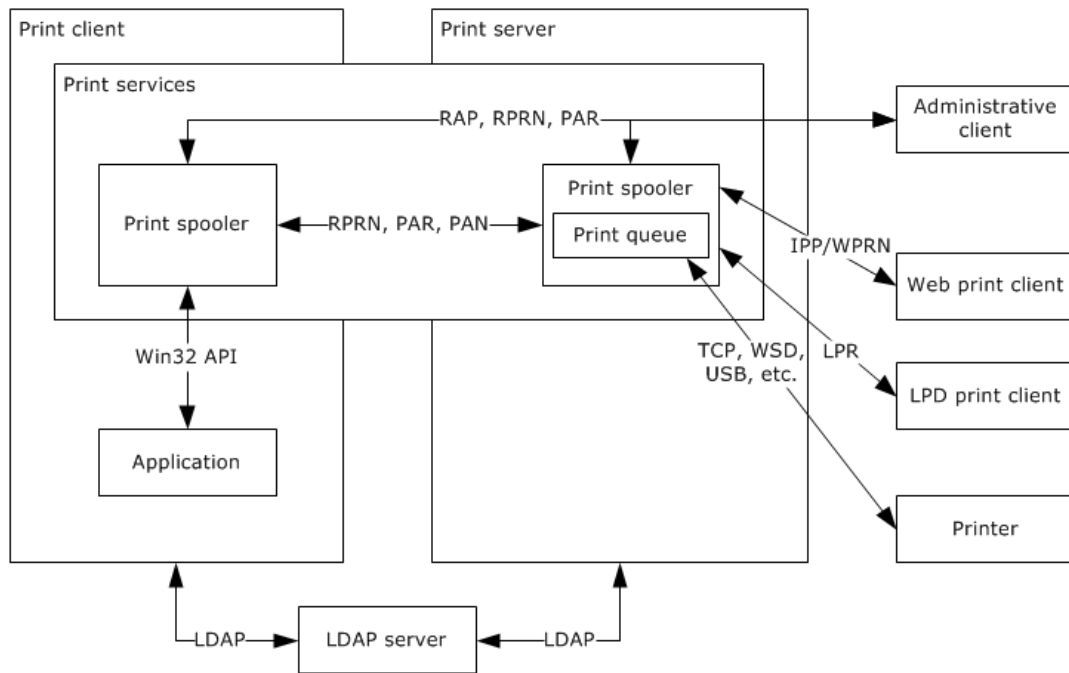 Print client
Print server
Print services
RAP, RPRN, PAR
Administrative
client
Print spooler
Print spooler
RPRN, PAR, PAN
Print queue
IPP/WPRN
Web print client
Win32 API
TCP, WSD,
USB, etc.
LPR
LPD print client
Application
Printer
LDAP
LDAP server
LDAP